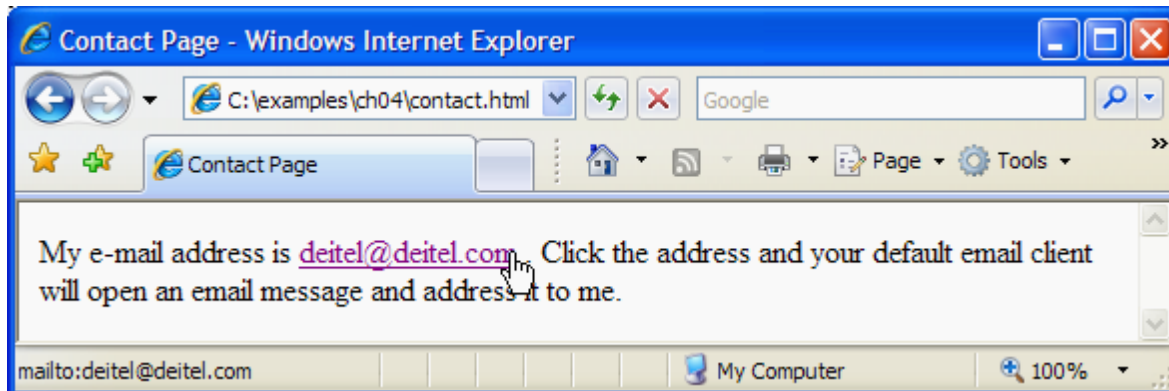 Contact Page - Windows Internet Explorer
C:\examples\ch04\contact.html Google
Contact Page Page Tools »
My e-mail address is deitel@deitel.com . Click the address and your default email client
will open an email message and address it to me.
mailto:deitel@deitel.com My Computer 100%